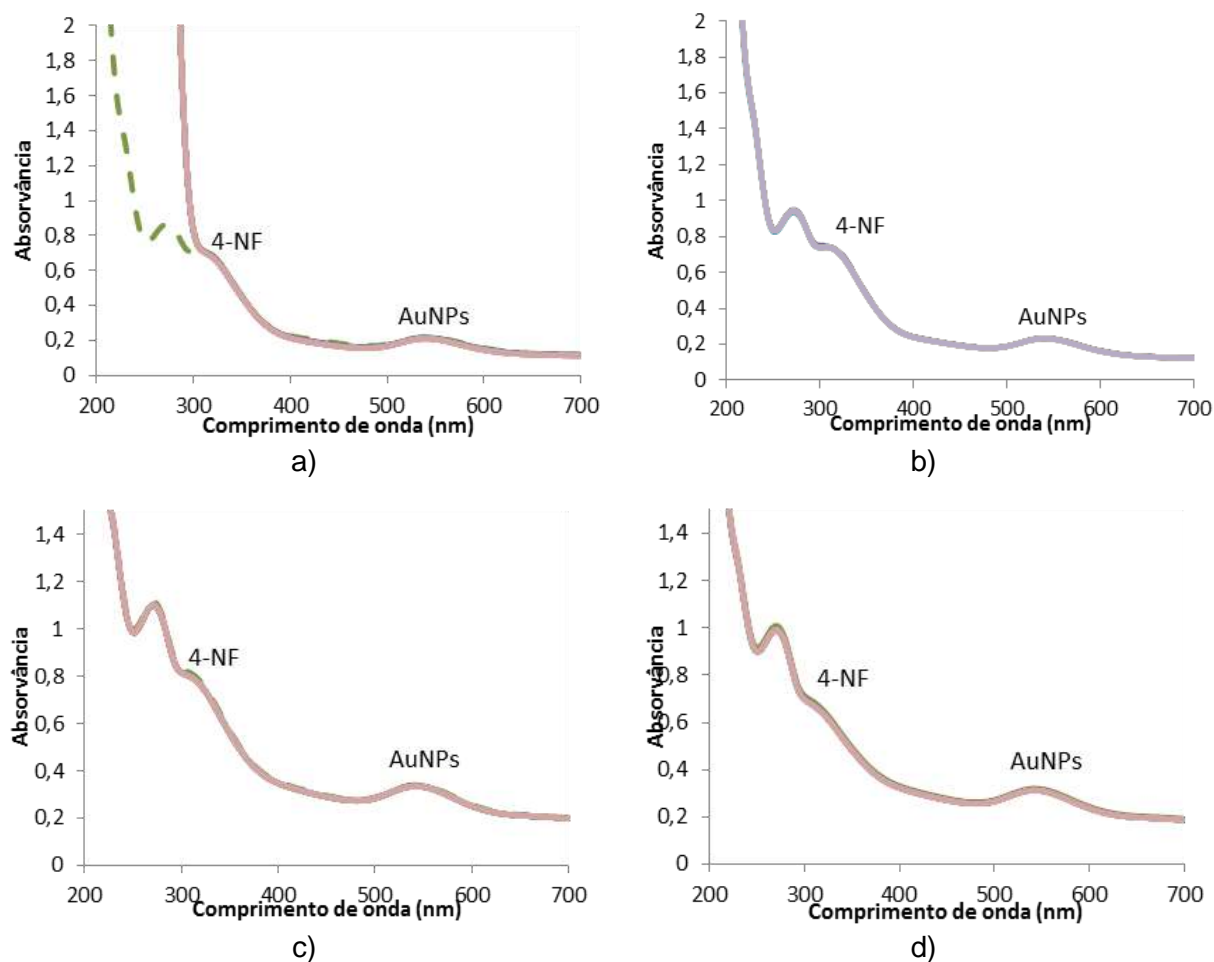 2
1,8
1,6
1,4
1,2
1
0,8
0,6
0,4
0,2
0
Absorvância
4-NF
AuNPs
200 300 400 500 600 700
Comprimento de onda (nm)
a)
2
1,8
1,6
1,4
1,2
1
0,8
0,6
0,4
0,2
0
Absorvância
4-NF
AuNPs
200 300 400 500 600 700
Comprimento de onda (nm)
b)
1,4
1,2
1
0,8
0,6
0,4
0,2
0
Absorvância
4-NF
AuNPs
200 300 400 500 600 700
Comprimento de onda (nm)
c)
1,4
1,2
1
0,8
0,6
0,4
0,2
0
Absorvância
4-NF
AuNPs
200 300 400 500 600 700
Comprimento de onda (nm)
d)